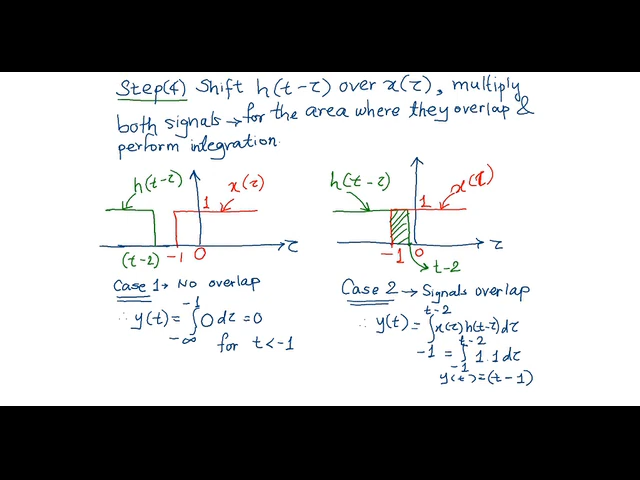 Step(4) Shift h(t-τ) over x(τ), multiply
both signals → for the area where they overlap &
perform integration.
h(t-τ)
x(τ)
1
(t-2) -1 0
τ
h(t-τ)
x(τ)
1
-1 0
τ
t-2
Case 1 → No overlap
∴ y(t) = ∫_{-∞}^{-1} 0 dτ = 0
for t < -1
Case 2 → Signals overlap
∴ y(t) = ∫_{-1}^{t-2} x(τ) h(t-τ) dτ
= ∫_{-1}^{t-2} 1.1 dτ
y(t) = (t-1)